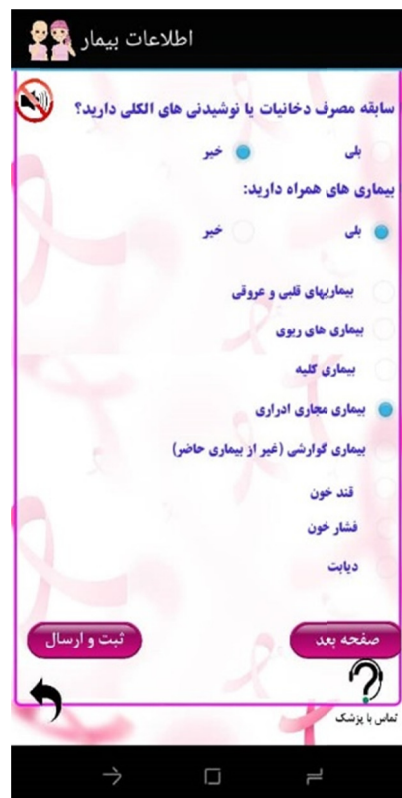 اطلاعات بیمار
سابقه مصرف دخانیات یا نوشیدنی های الکلی دارید؟
بلی خیر
بیماری های همراه دارید:
بلی خیر
بیماریهای قلبی و عروقی
بیماری های ریوی
بیماری کلیه
بیماری مجاری ادراری
بیماری گوارشی (غیر از بیماری حاضر)
قند خون
فشار خون
دیابت
صفحه بعد ثبت و ارسال
تماس با پزشک